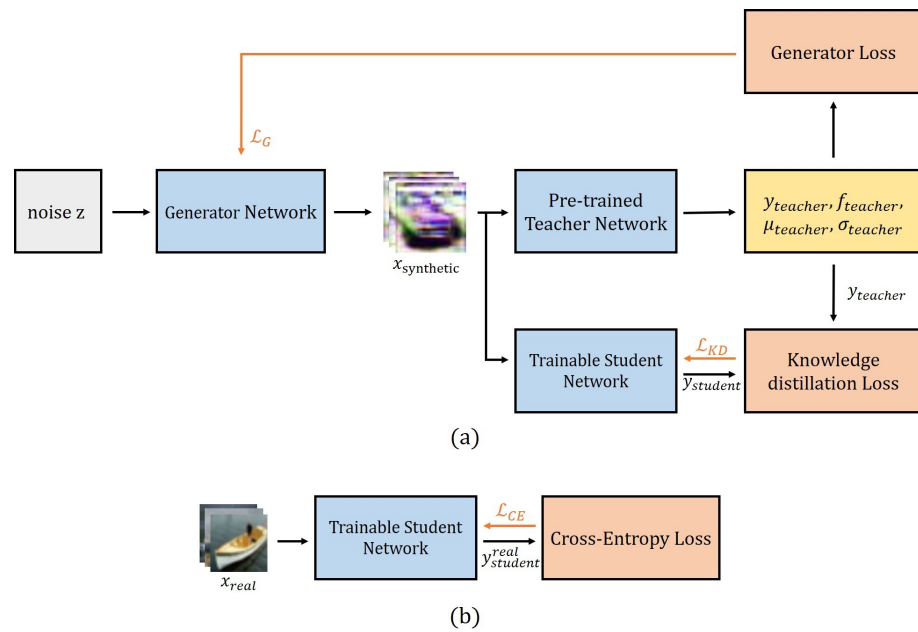 Generator Loss
ℒ_G
noise z
Generator Network
Pre-trained
Teacher Network
y_teacher, f_teacher,
μ_teacher, σ_teacher
x_synthetic
y_teacher
Trainable Student
Network
ℒ_KD
y_student
Knowledge
distillation Loss
(a)
Trainable Student
Network
ℒ_CE
y_student^real
Cross-Entropy Loss
x_real
(b)